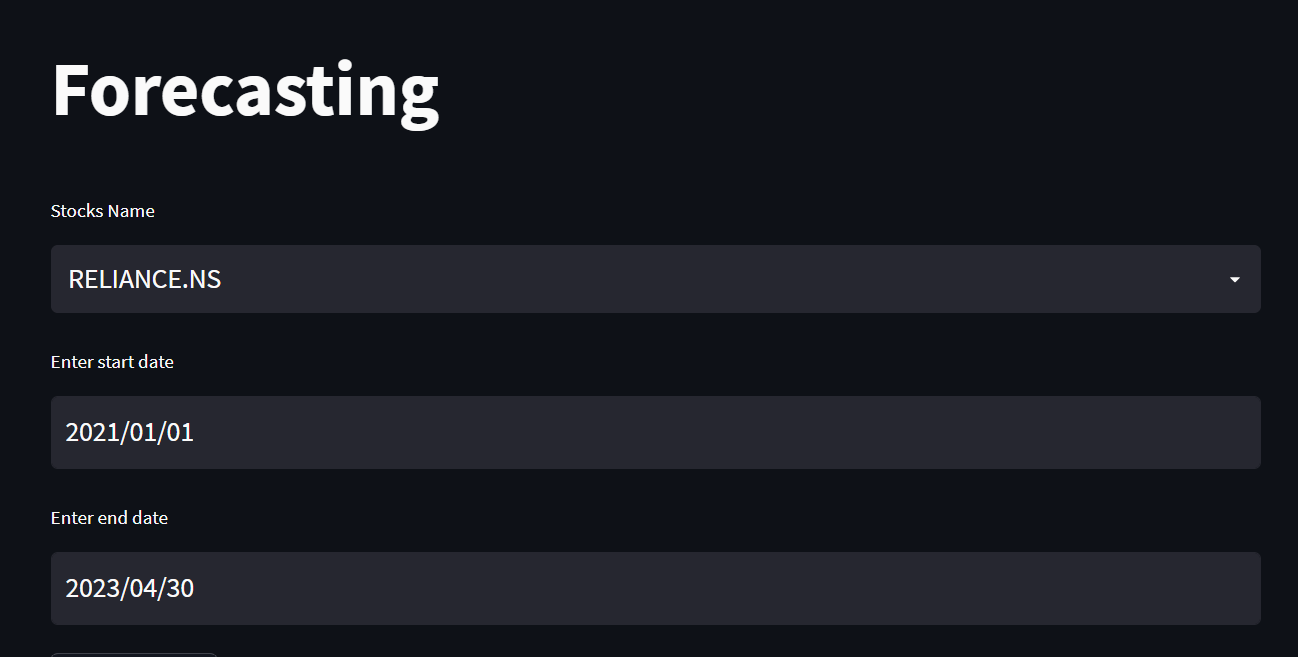 Forecasting
Stocks Name
RELIANCE.NS
Enter start date
2021/01/01
Enter end date
2023/04/30